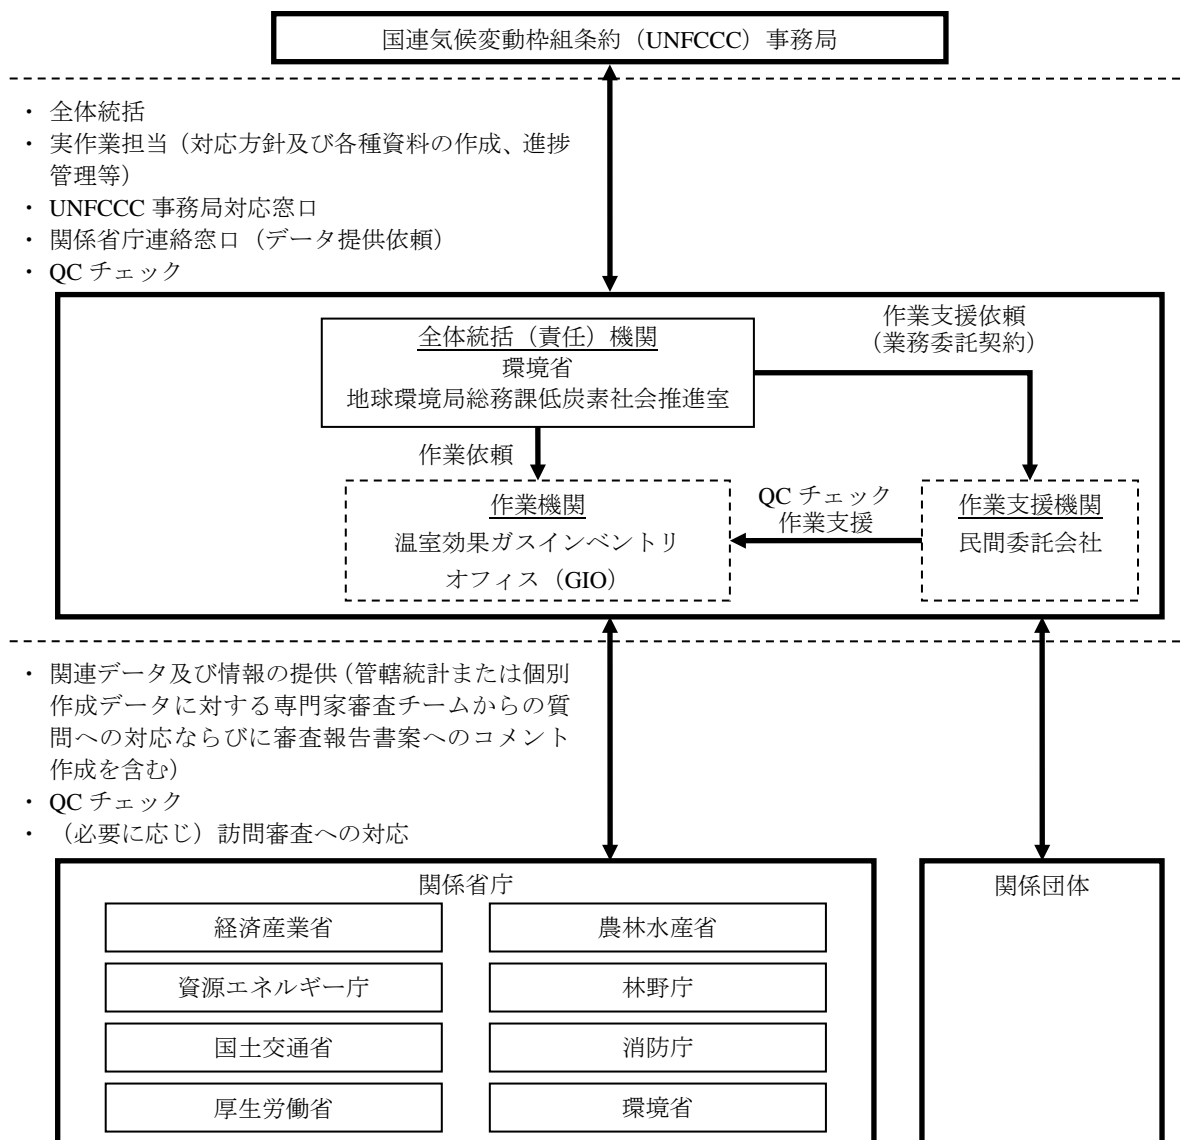 国連気候変動枠組条約（UNFCCC）事務局
・ 全体統括
・ 実作業担当（対応方針及び各種資料の作成、進捗
管理等）
・ UNFCCC 事務局対応窓口
・ 関係省庁連絡窓口（データ提供依頼）
・ QC チェック
全体統括（責任）機関
環境省
地球環境局総務課低炭素社会推進室
作業支援依頼
（業務委託契約）
作業依頼
作業機関
温室効果ガスインベントリ
オフィス（GIO）
QC チェック
作業支援
作業支援機関
民間委託会社
・ 関連データ及び情報の提供（管轄統計または個別
作成データに対する専門家審査チームからの質
問への対応ならびに審査報告書案へのコメント
作成を含む）
・ QC チェック
・ （必要に応じ）訪問審査への対応
関係省庁
経済産業省
農林水産省
資源エネルギー庁
林野庁
国土交通省
消防庁
厚生労働省
環境省
関係団体